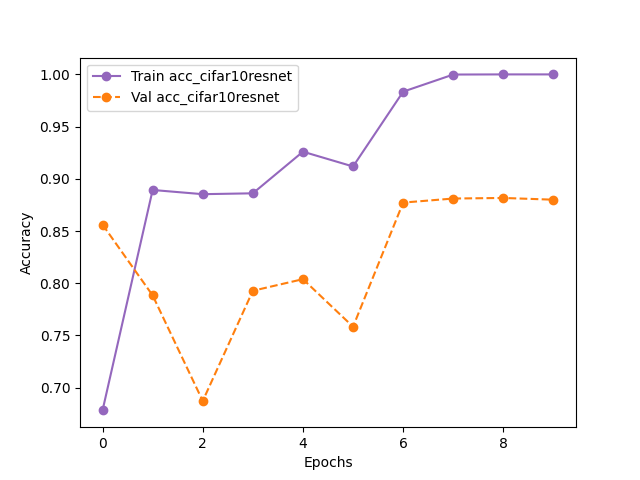 Train acc_cifar10resnet
Val acc_cifar10resnet
1.00
0.95
0.90
0.85
0.80
0.75
0.70
Accuracy
0 2 4 6 8
Epochs